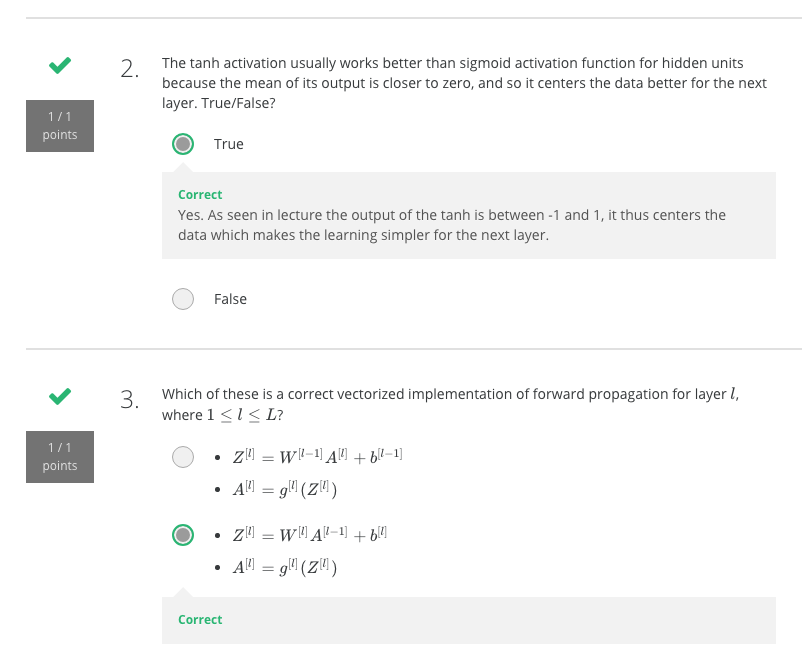 2.
The tanh activation usually works better than sigmoid activation function for hidden units
because the mean of its output is closer to zero, and so it centers the data better for the next
layer. True/False?
1 / 1
points
True
Correct
Yes. As seen in lecture the output of the tanh is between -1 and 1, it thus centers the
data which makes the learning simpler for the next layer.
False
3.
Which of these is a correct vectorized implementation of forward propagation for layer l,
where 1 ≤ l ≤ L?
1 / 1
points
• Z^[l] = W^[l−1] A^[l] + b^[l−1]
• A^[l] = g^[l](Z^[l])
• Z^[l] = W^[l] A^[l−1] + b^[l]
• A^[l] = g^[l](Z^[l])
Correct